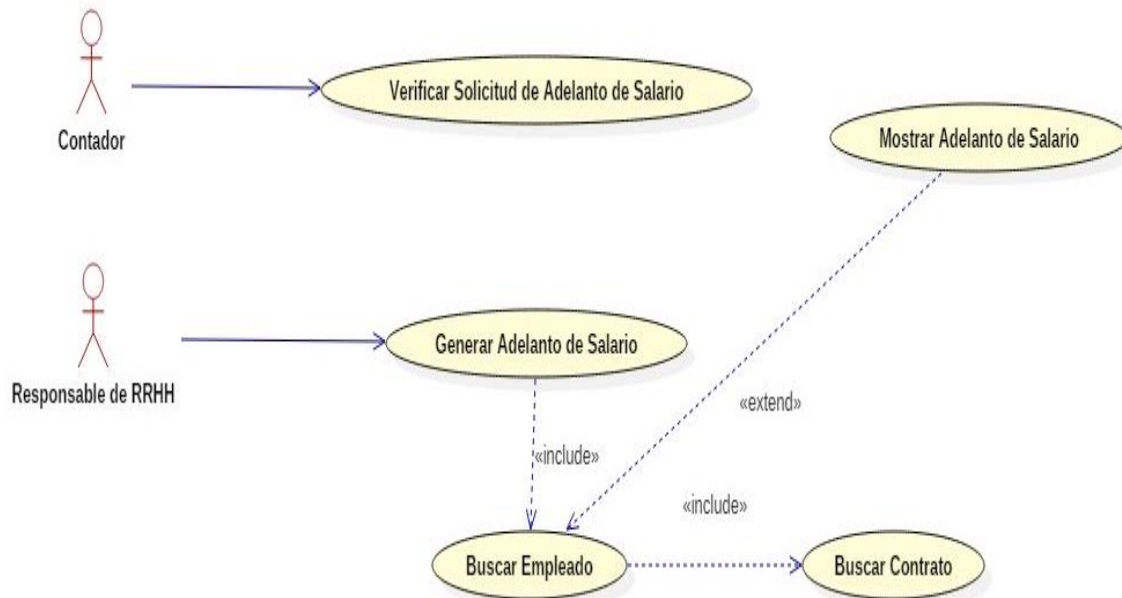 Verificar Solicitud de Adelanto de Salario
Contador
Mostrar Adelanto de Salario
Generar Adelanto de Salario
Responsable de RRHH
«extend»
«include»
«include»
Buscar Empleado
Buscar Contrato